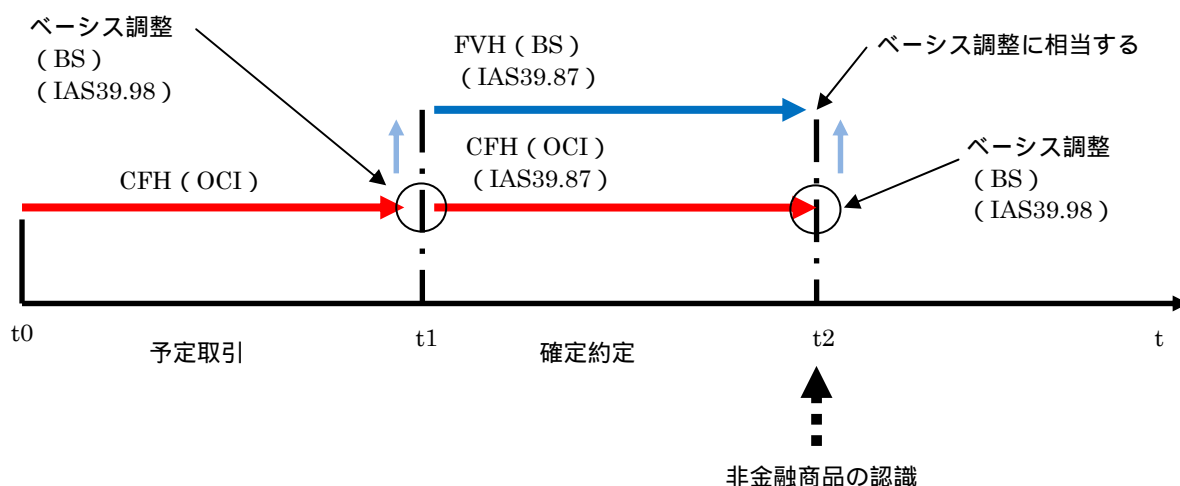 ベーシス調整
(BS)
(IAS39.98)
FVH(BS)
(IAS39.87)
ベーシス調整に相当する
CFH(OCI)
CFH(OCI)
(IAS39.87)
ベーシス調整
(BS)
(IAS39.98)
t0
t1
t2
t
予定取引
確定約定
非金融商品の認識